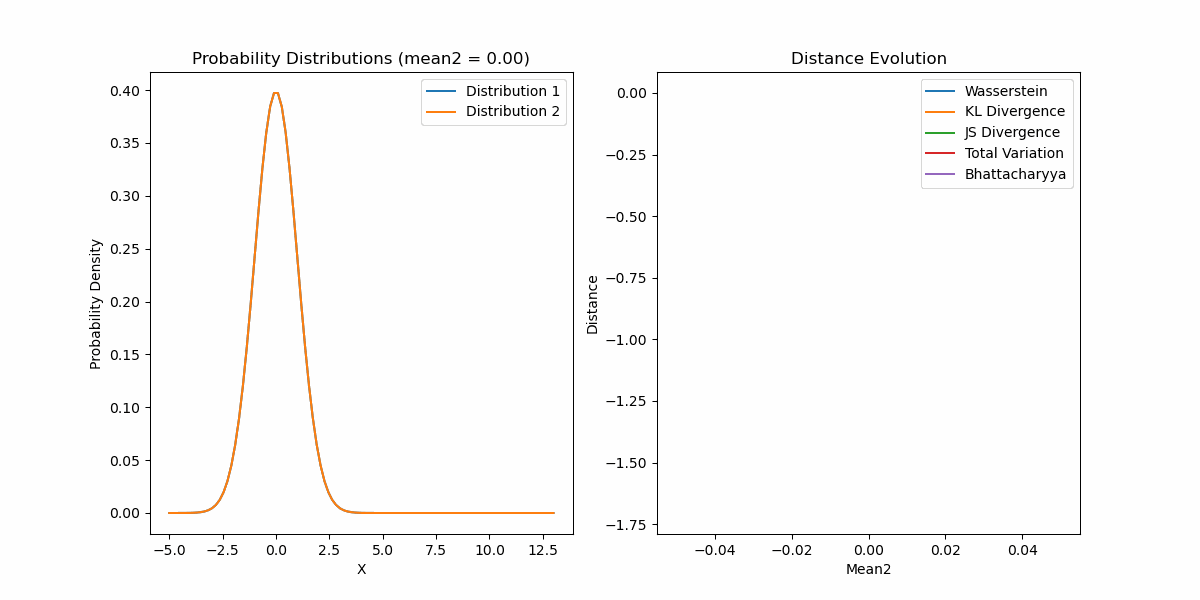 Probability Distributions (mean2 = 0.00)
Distribution 1
Distribution 2
Probability Density
0.40
0.35
0.30
0.25
0.20
0.15
0.10
0.05
0.00
−5.0 −2.5 0.0 2.5 5.0 7.5 10.0 12.5
X
Distance Evolution
Wasserstein
KL Divergence
JS Divergence
Total Variation
Bhattacharyya
Distance
0.00
−0.25
−0.50
−0.75
−1.00
−1.25
−1.50
−1.75
−0.04 −0.02 0.00 0.02 0.04
Mean2